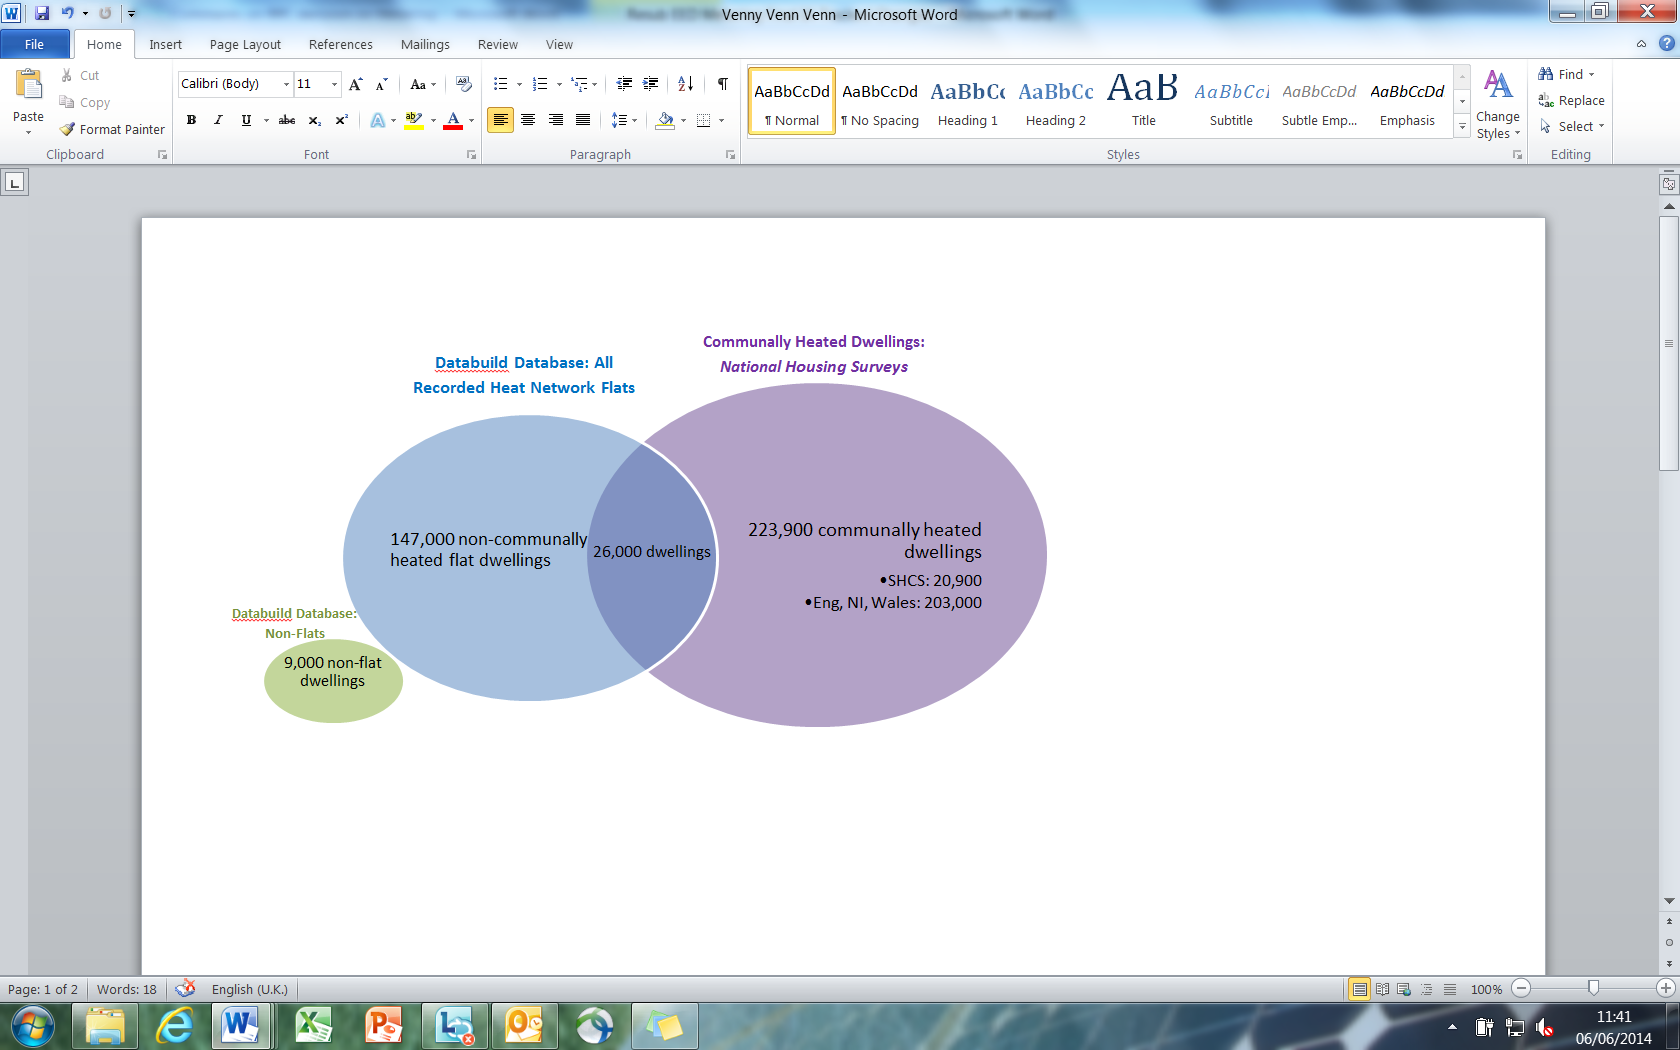 Venny Venn Venn - Microsoft Word
File Home Insert Page Layout References Mailings Review View
Paste
Cut
Copy
Format Painter
Clipboard
Calibri (Body) 11
Font
Paragraph
AaBbCcDd AaBbCcDd AaBbCc AaBbCc AaB AaBbCcI AaBbCcDd AaBbCcDd
¶ Normal ¶ No Spacing Heading 1 Heading 2 Title Subtitle Subtle Emp... Emphasis
Styles
Change
Styles
Find
Replace
Select
Editing
Communally Heated Dwellings:
National Housing Surveys
Databuild Database: All
Recorded Heat Network Flats
147,000 non-communally
heated flat dwellings
26,000 dwellings
223,900 communally heated
dwellings
•SHCS: 20,900
•Eng, NI, Wales: 203,000
Databuild Database:
Non-Flats
9,000 non-flat
dwellings
Page: 1 of 2 Words: 18 English (U.K.) 100%
11:41
06/06/2014